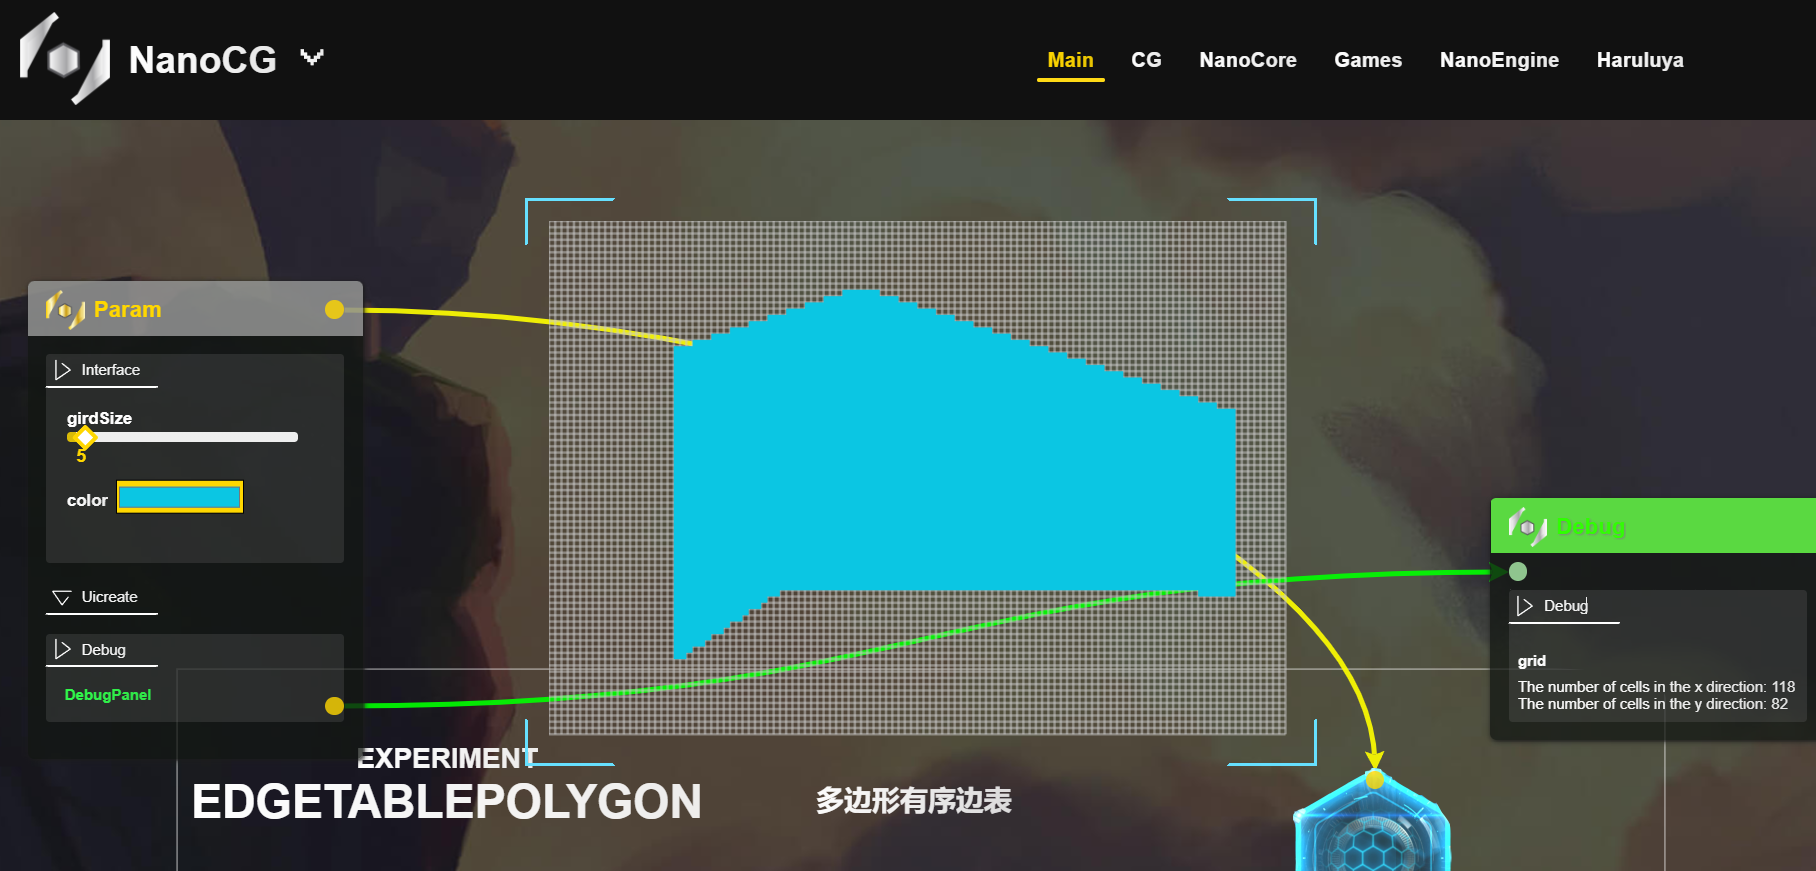 NanoCG
Main CG NanoCore Games NanoEngine Haruluya
Param
Interface
girdSize
5
color
Uicreate
Debug
DebugPanel
Debug
Debug
grid
The number of cells in the x direction: 118
The number of cells in the y direction: 82
EXPERIMENT
EDGETABLEPOLYGON
多边形有序边表